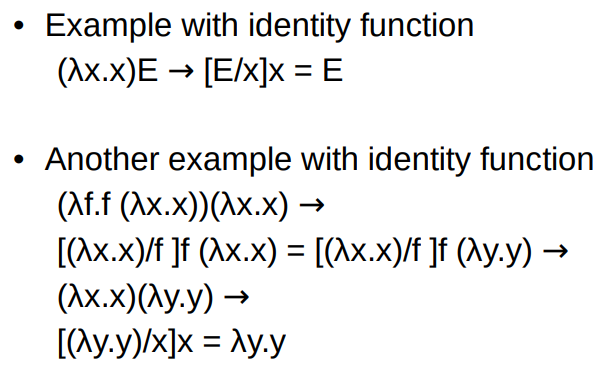 • Example with identity function
(λx.x)E → [E/x]x = E
• Another example with identity function
(λf.f (λx.x))(λx.x) →
[(λx.x)/f ]f (λx.x) = [(λx.x)/f ]f (λy.y) →
(λx.x)(λy.y) →
[(λy.y)/x]x = λy.y